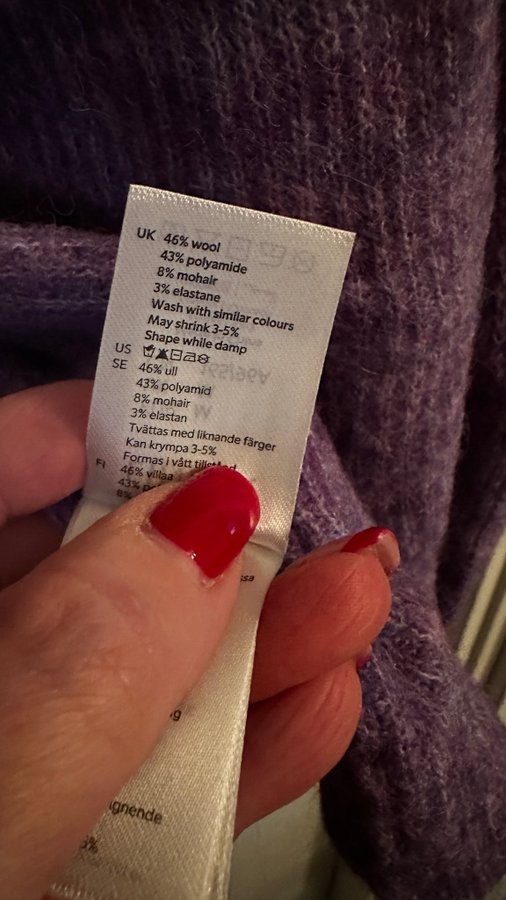 UK 46% wool
43% polyamide
8% mohair
3% elastane
Wash with similar colours
May shrink 3-5%
Shape while damp
US
SE 46% ull
43% polyamid
8% mohair
3% elastan
Tvättas med liknande färger
Kan krympa 3-5%
Formas i vått
FI 46% villaa
43%
8%